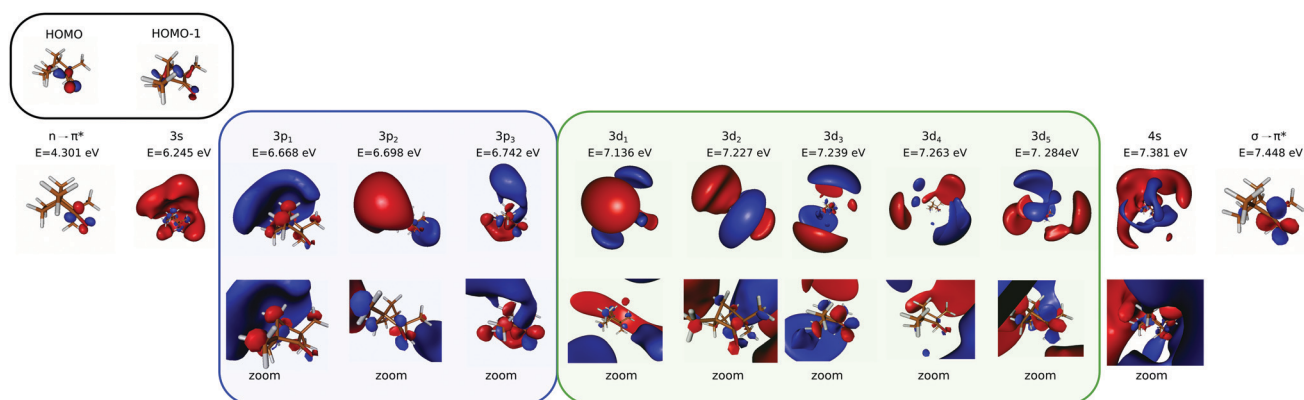 HOMO HOMO-1
n→π* 3s 3p₁ 3p₂ 3p₃ 3d₁ 3d₂ 3d₃ 3d₄ 3d₅ 4s σ→π*
E=4.301 eV E=6.245 eV E=6.668 eV E=6.698 eV E=6.742 eV E=7.136 eV E=7.227 eV E=7.239 eV E=7.263 eV E=7. 284eV E=7.381 eV E=7.448 eV
zoom zoom zoom zoom zoom zoom zoom zoom zoom